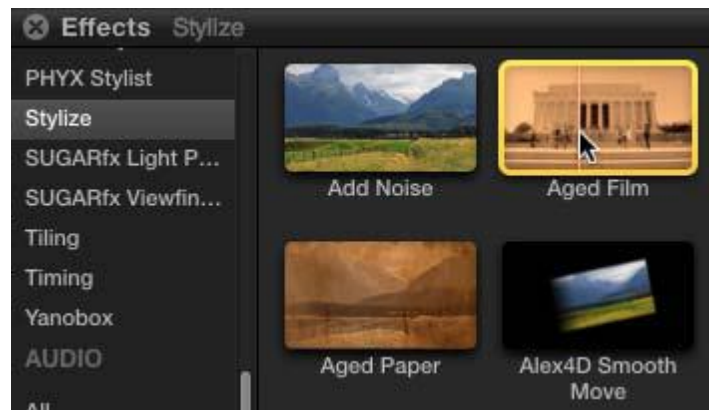 Effects Stylize
PHYX Stylist
Stylize
SUGARfx Light P...
SUGARfx Viewfin...
Tiling
Timing
Yanobox
AUDIO
Add Noise
Aged Film
Aged Paper
Alex4D Smooth
Move